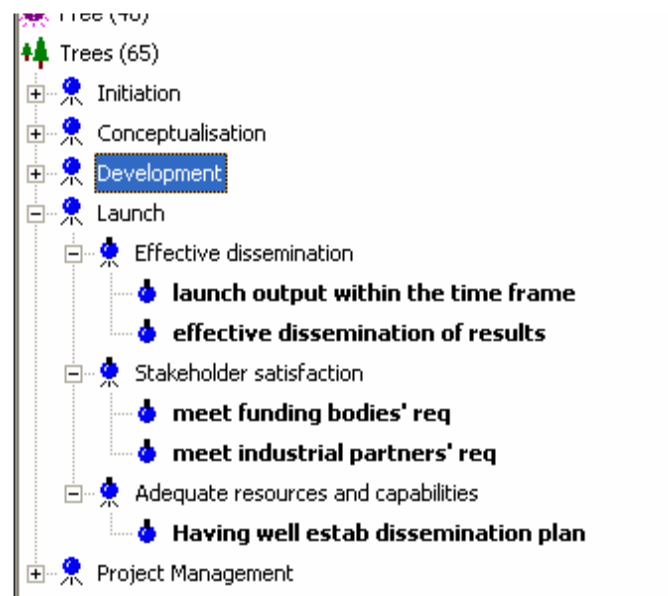 Free (40)
Trees (65)
Initiation
Conceptualisation
Development
Launch
Effective dissemination
launch output within the time frame
effective dissemination of results
Stakeholder satisfaction
meet funding bodies' req
meet industrial partners' req
Adequate resources and capabilities
Having well estab dissemination plan
Project Management